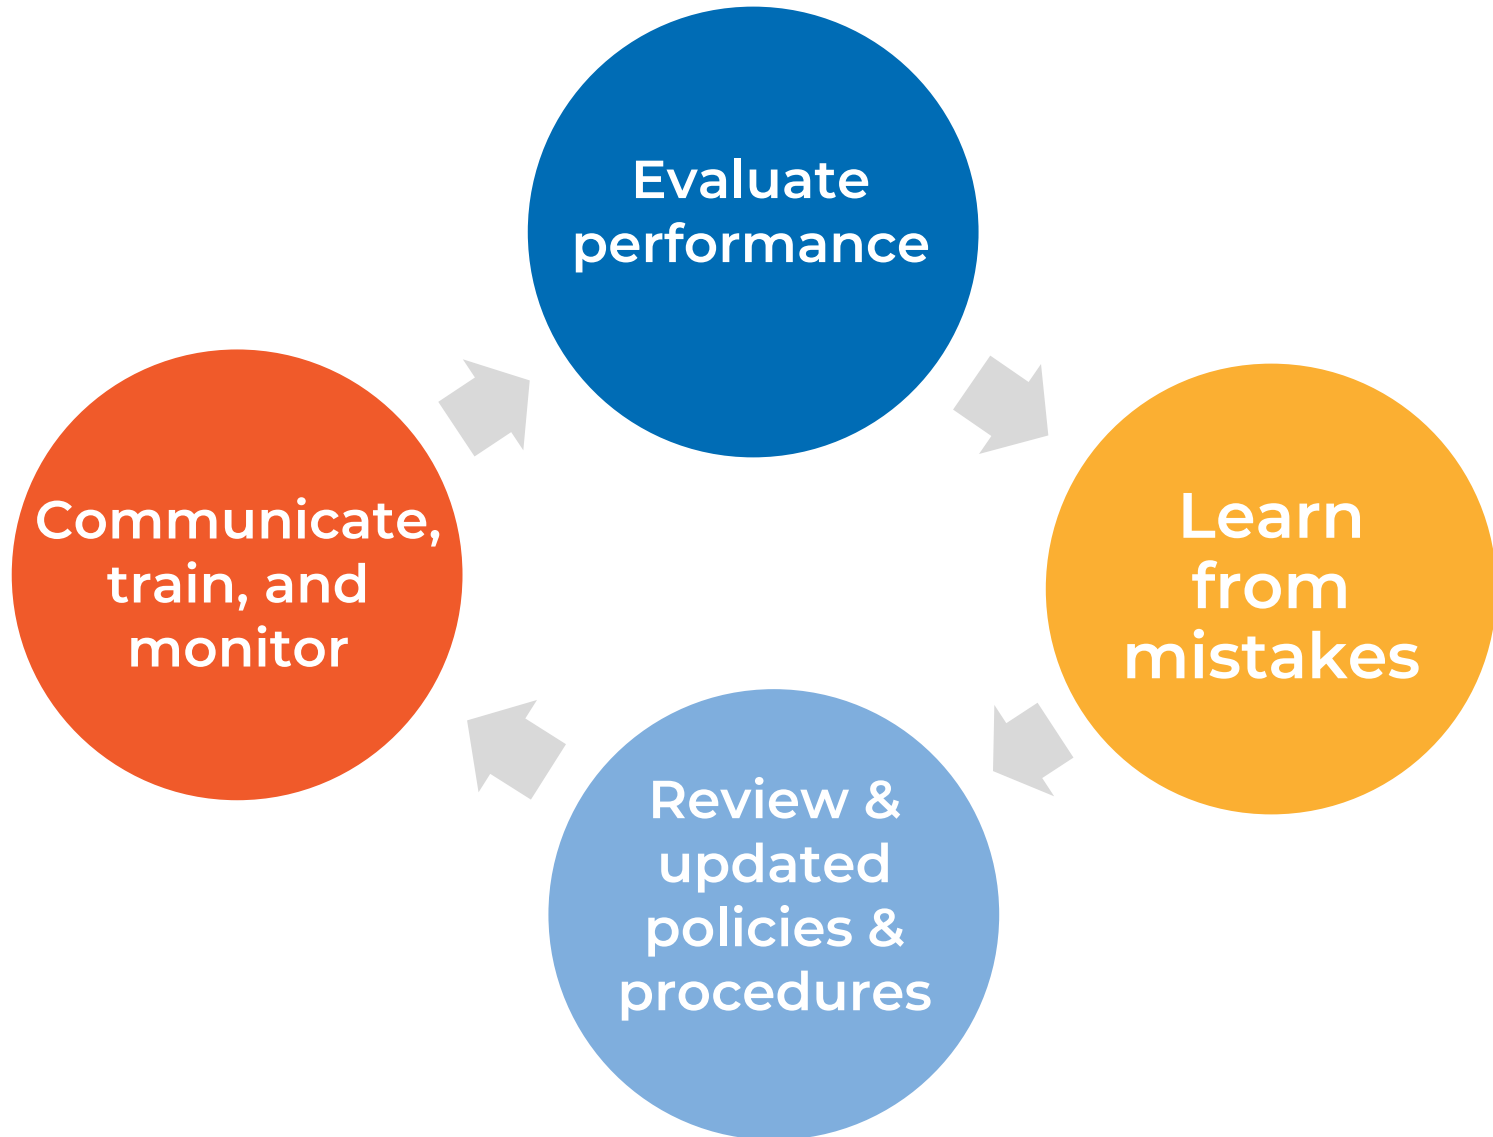 Evaluate
performance
Learn
from
mistakes
Review &
updated
policies &
procedures
Communicate,
train, and
monitor